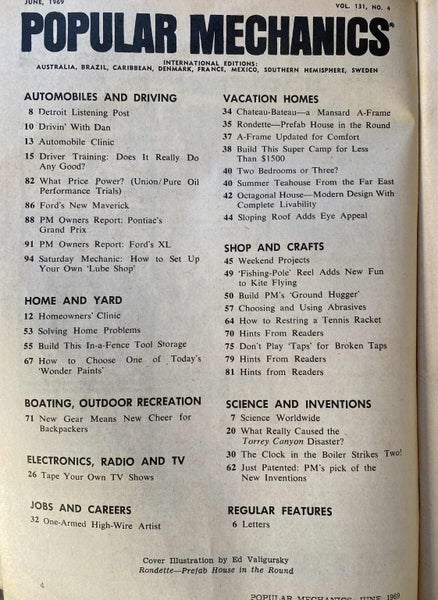 JUNE, 1969
VOL. 131, NO. 4
POPULAR MECHANICS®
INTERNATIONAL EDITIONS:
AUSTRALIA, BRAZIL, CARIBBEAN, DENMARK, FRANCE, MEXICO, SOUTHERN HEMISPHERE, SWEDEN
AUTOMOBILES AND DRIVING
8 Detroit Listening Post
10 Drivin' With Dan
13 Automobile Clinic
15 Driver Training: Does It Really Do
Any Good?
82 What Price Power? (Union/Pure Oil
Performance Trials)
86 Ford's New Maverick
88 PM Owners Report: Pontiac's
Grand Prix
91 PM Owners Report: Ford's XL
94 Saturday Mechanic: How to Set Up
Your Own 'Lube Shop'
HOME AND YARD
12 Homeowners' Clinic
53 Solving Home Problems
55 Build This In-a-Fence Tool Storage
67 How to Choose One of Today's
'Wonder Paints'
BOATING, OUTDOOR RECREATION
71 New Gear Means New Cheer for
Backpackers
ELECTRONICS, RADIO AND TV
26 Tape Your Own TV Shows
JOBS AND CAREERS
32 One-Armed High-Wire Artist
VACATION HOMES
34 Chateau-Bateau—a Mansard A-Frame
35 Rondette—Prefab House in the Round
37 A-Frame Updated for Comfort
38 Build This Super Camp for Less
Than $1500
40 Two Bedrooms or Three?
40 Summer Teahouse From the Far East
42 Octagonal House—Modern Design With
Complete Livability
44 Sloping Roof Adds Eye Appeal
SHOP AND CRAFTS
45 Weekend Projects
49 'Fishing-Pole' Reel Adds New Fun
to Kite Flying
50 Build PM's 'Ground Hugger'
57 Choosing and Using Abrasives
64 How to Restring a Tennis Racket
70 Hints From Readers
75 Don't Play 'Taps' for Broken Taps
79 Hints From Readers
81 Hints from Readers
SCIENCE AND INVENTIONS
7 Science Worldwide
20 What Really Caused the
Torrey Canyon Disaster?
30 The Clock in the Boiler Strikes Two!
62 Just Patented: PM's pick of the
New Inventions
REGULAR FEATURES
6 Letters
Cover Illustration by Ed Valigursky
Rondette—Prefab House in the Round
4
POPULAR MECHANICS, JUNE 1969